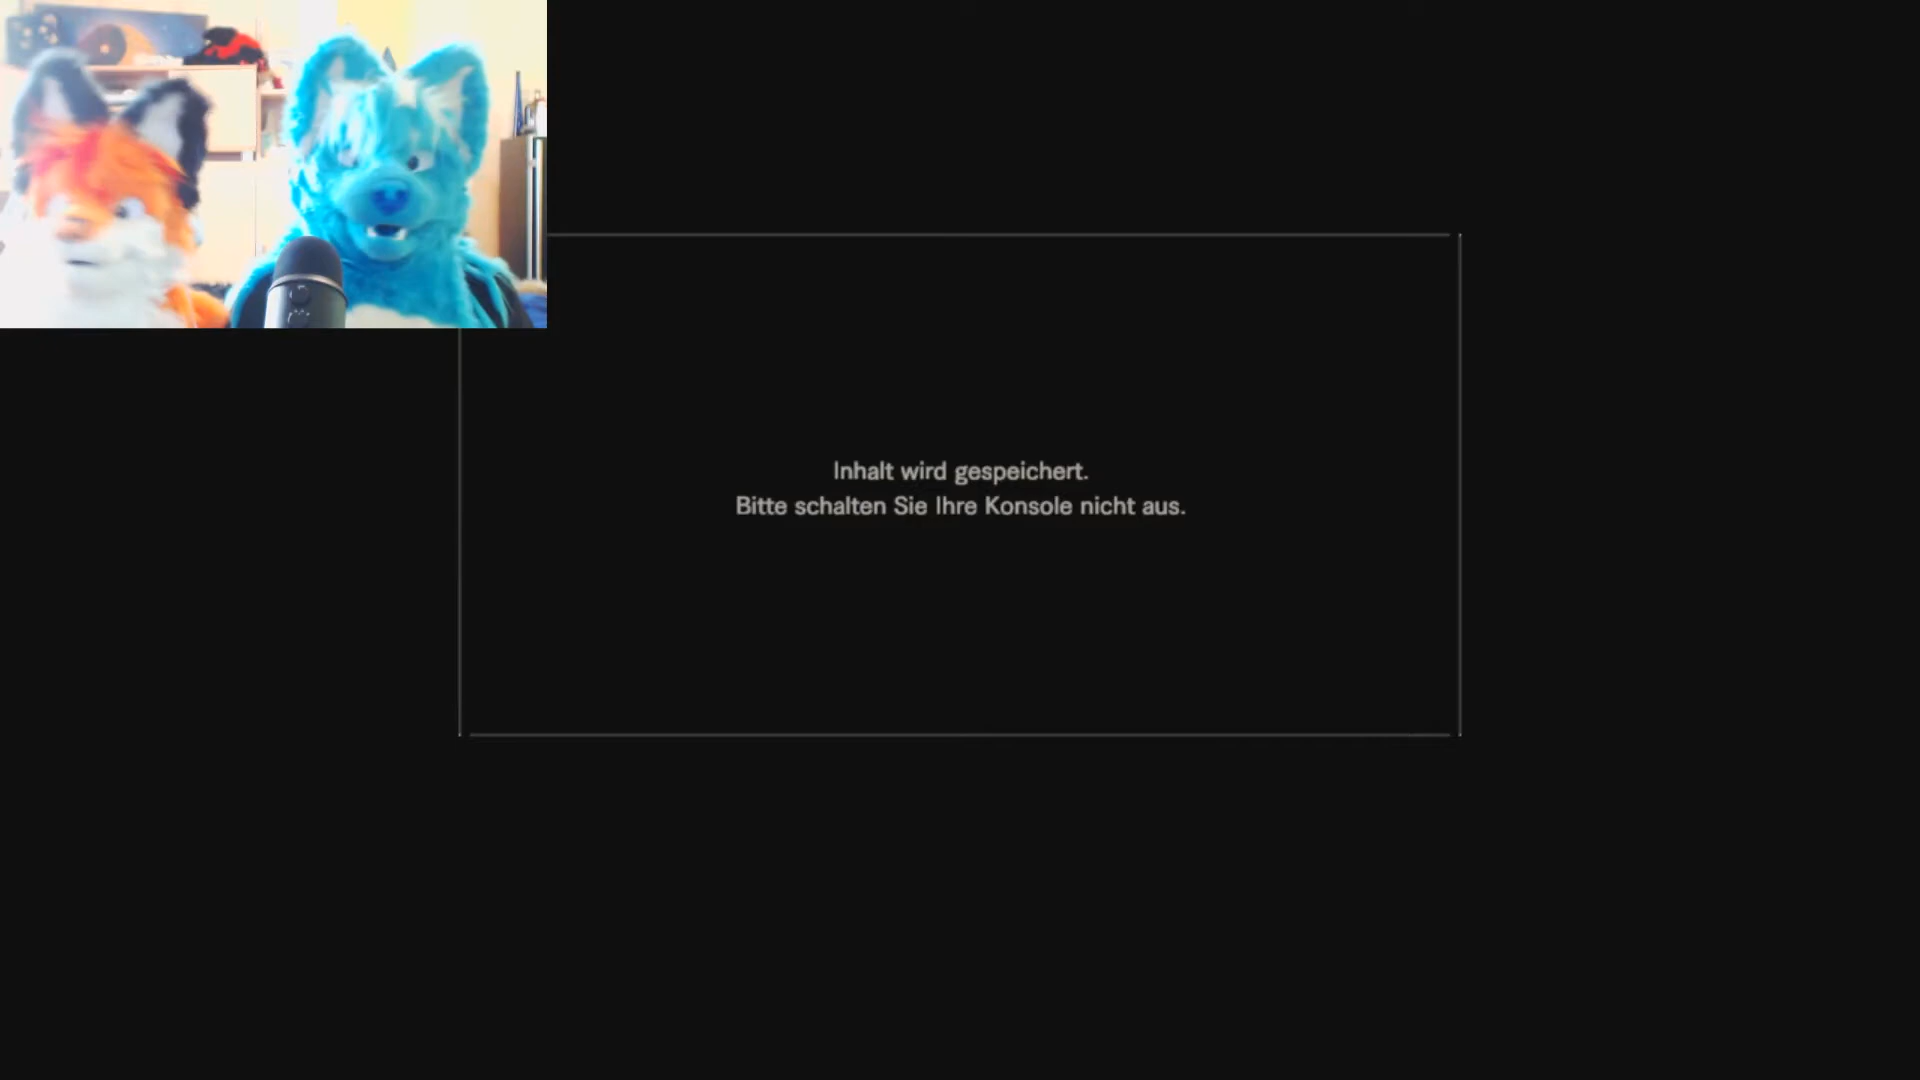 Inhalt wird gespeichert.
Bitte schalten Sie Ihre Konsole nicht aus.